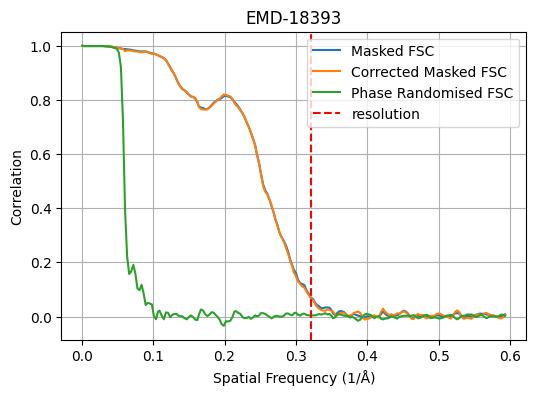 EMD-18393
Masked FSC
Corrected Masked FSC
Phase Randomised FSC
resolution
Correlation
1.0
0.8
0.6
0.4
0.2
0.0
0.0 0.1 0.2 0.3 0.4 0.5 0.6
Spatial Frequency (1/Å)